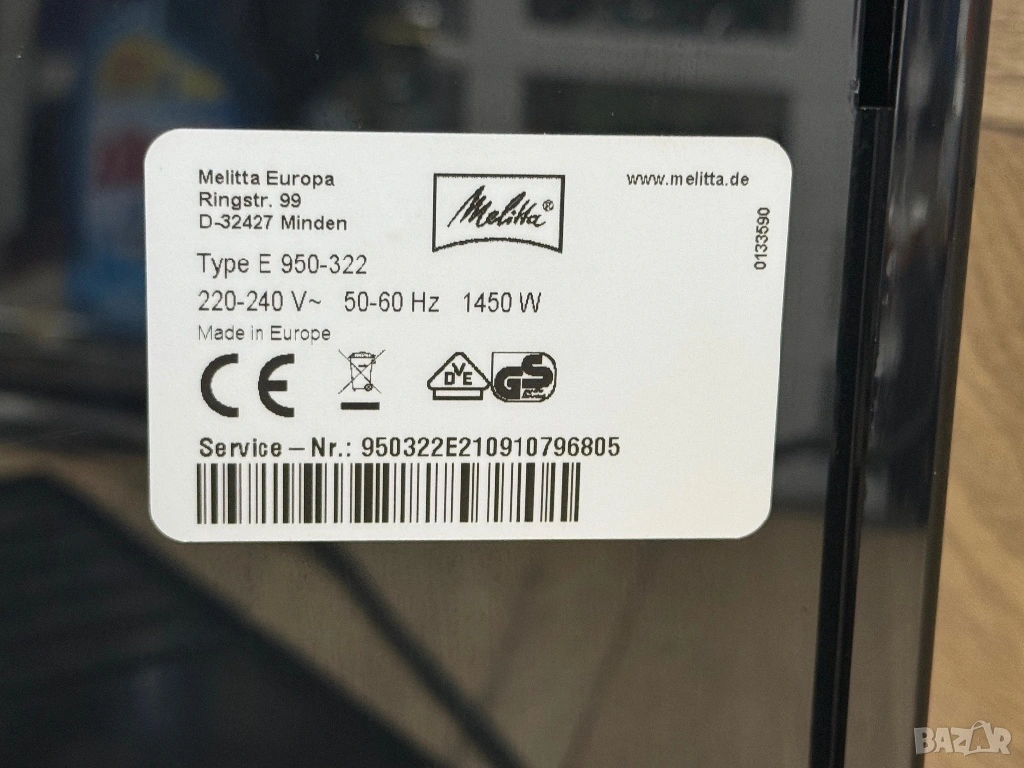 Melitta Europa
Ringstr. 99
D-32427 Minden
Melitta®
www.melitta.de
0133590
Type E 950-322
220-240 V~ 50-60 Hz 1450 W
Made in Europe
CE
DVE
GS
Service – Nr.: 950322E210910796805
BAZAR